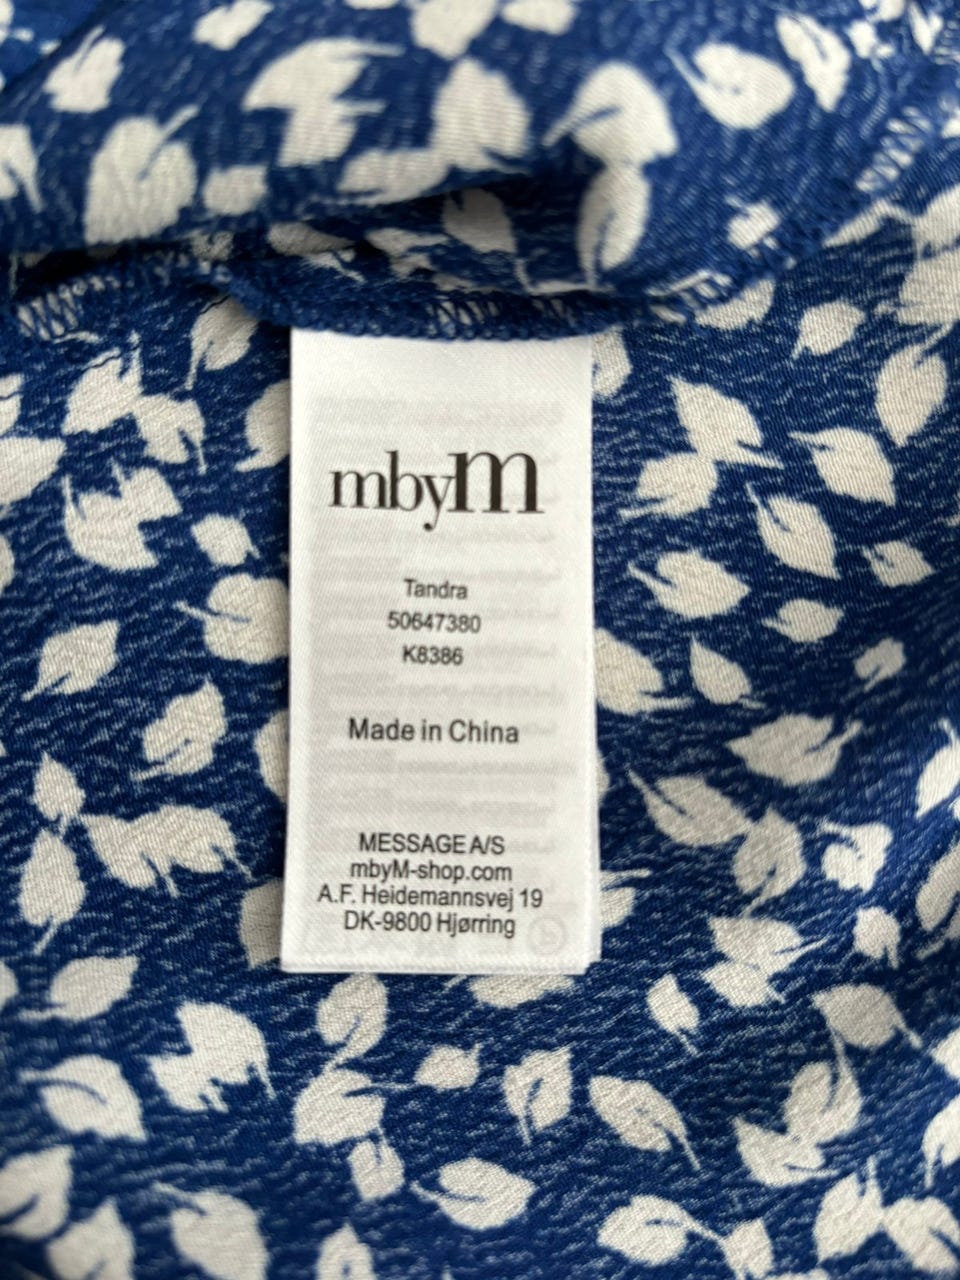 mbyM
Tandra
50647380
K8386
Made in China
MESSAGE A/S
mbyM-shop.com
A.F. Heidemannsvej 19
DK-9800 Hjørring